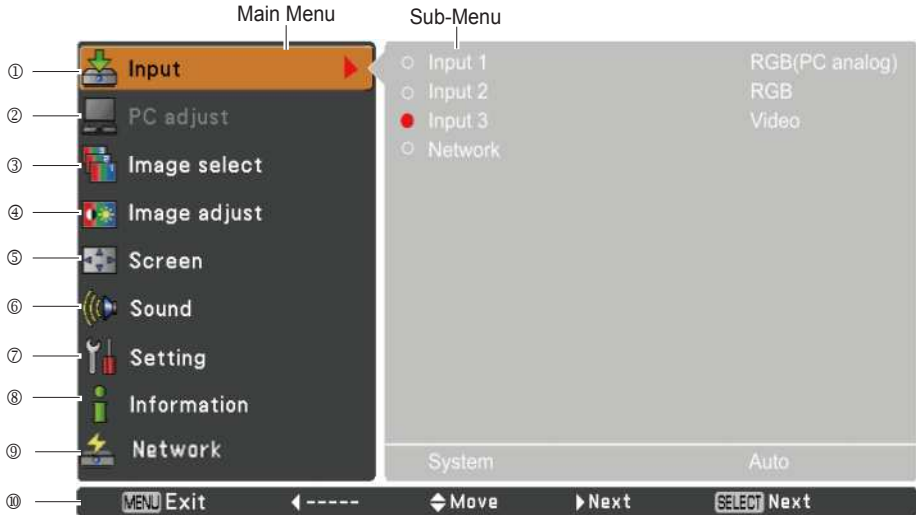 Main Menu
Sub-Menu
① Input
② PC adjust
③ Image select
④ Image adjust
⑤ Screen
⑥ Sound
⑦ Setting
⑧ Information
⑨ Network
Input 1 RGB(PC analog)
Input 2 RGB
Input 3 Video
Network
System Auto
⑩ MENU Exit ----- Move Next SELECT Next